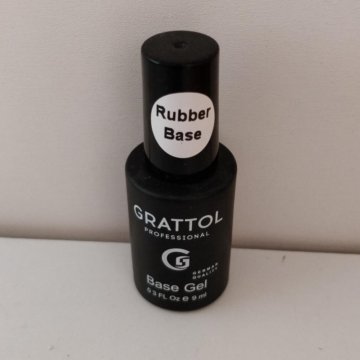 Rubber
Base
GRATTOL
PROFESSIONAL
G
GERMAN
QUALITY
Base Gel
0 3 FL Oz e 9 ml